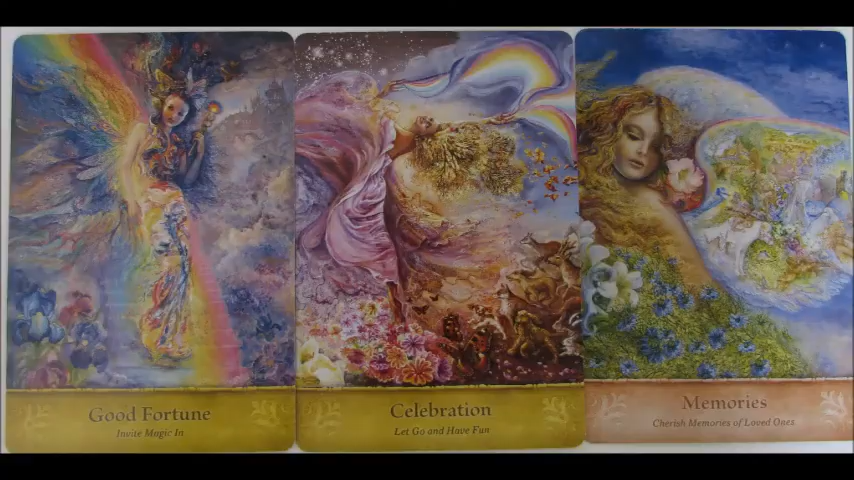 Good Fortune
Invite Magic In
Celebration
Let Go and Have Fun
Memories
Cherish Memories of Loved Ones